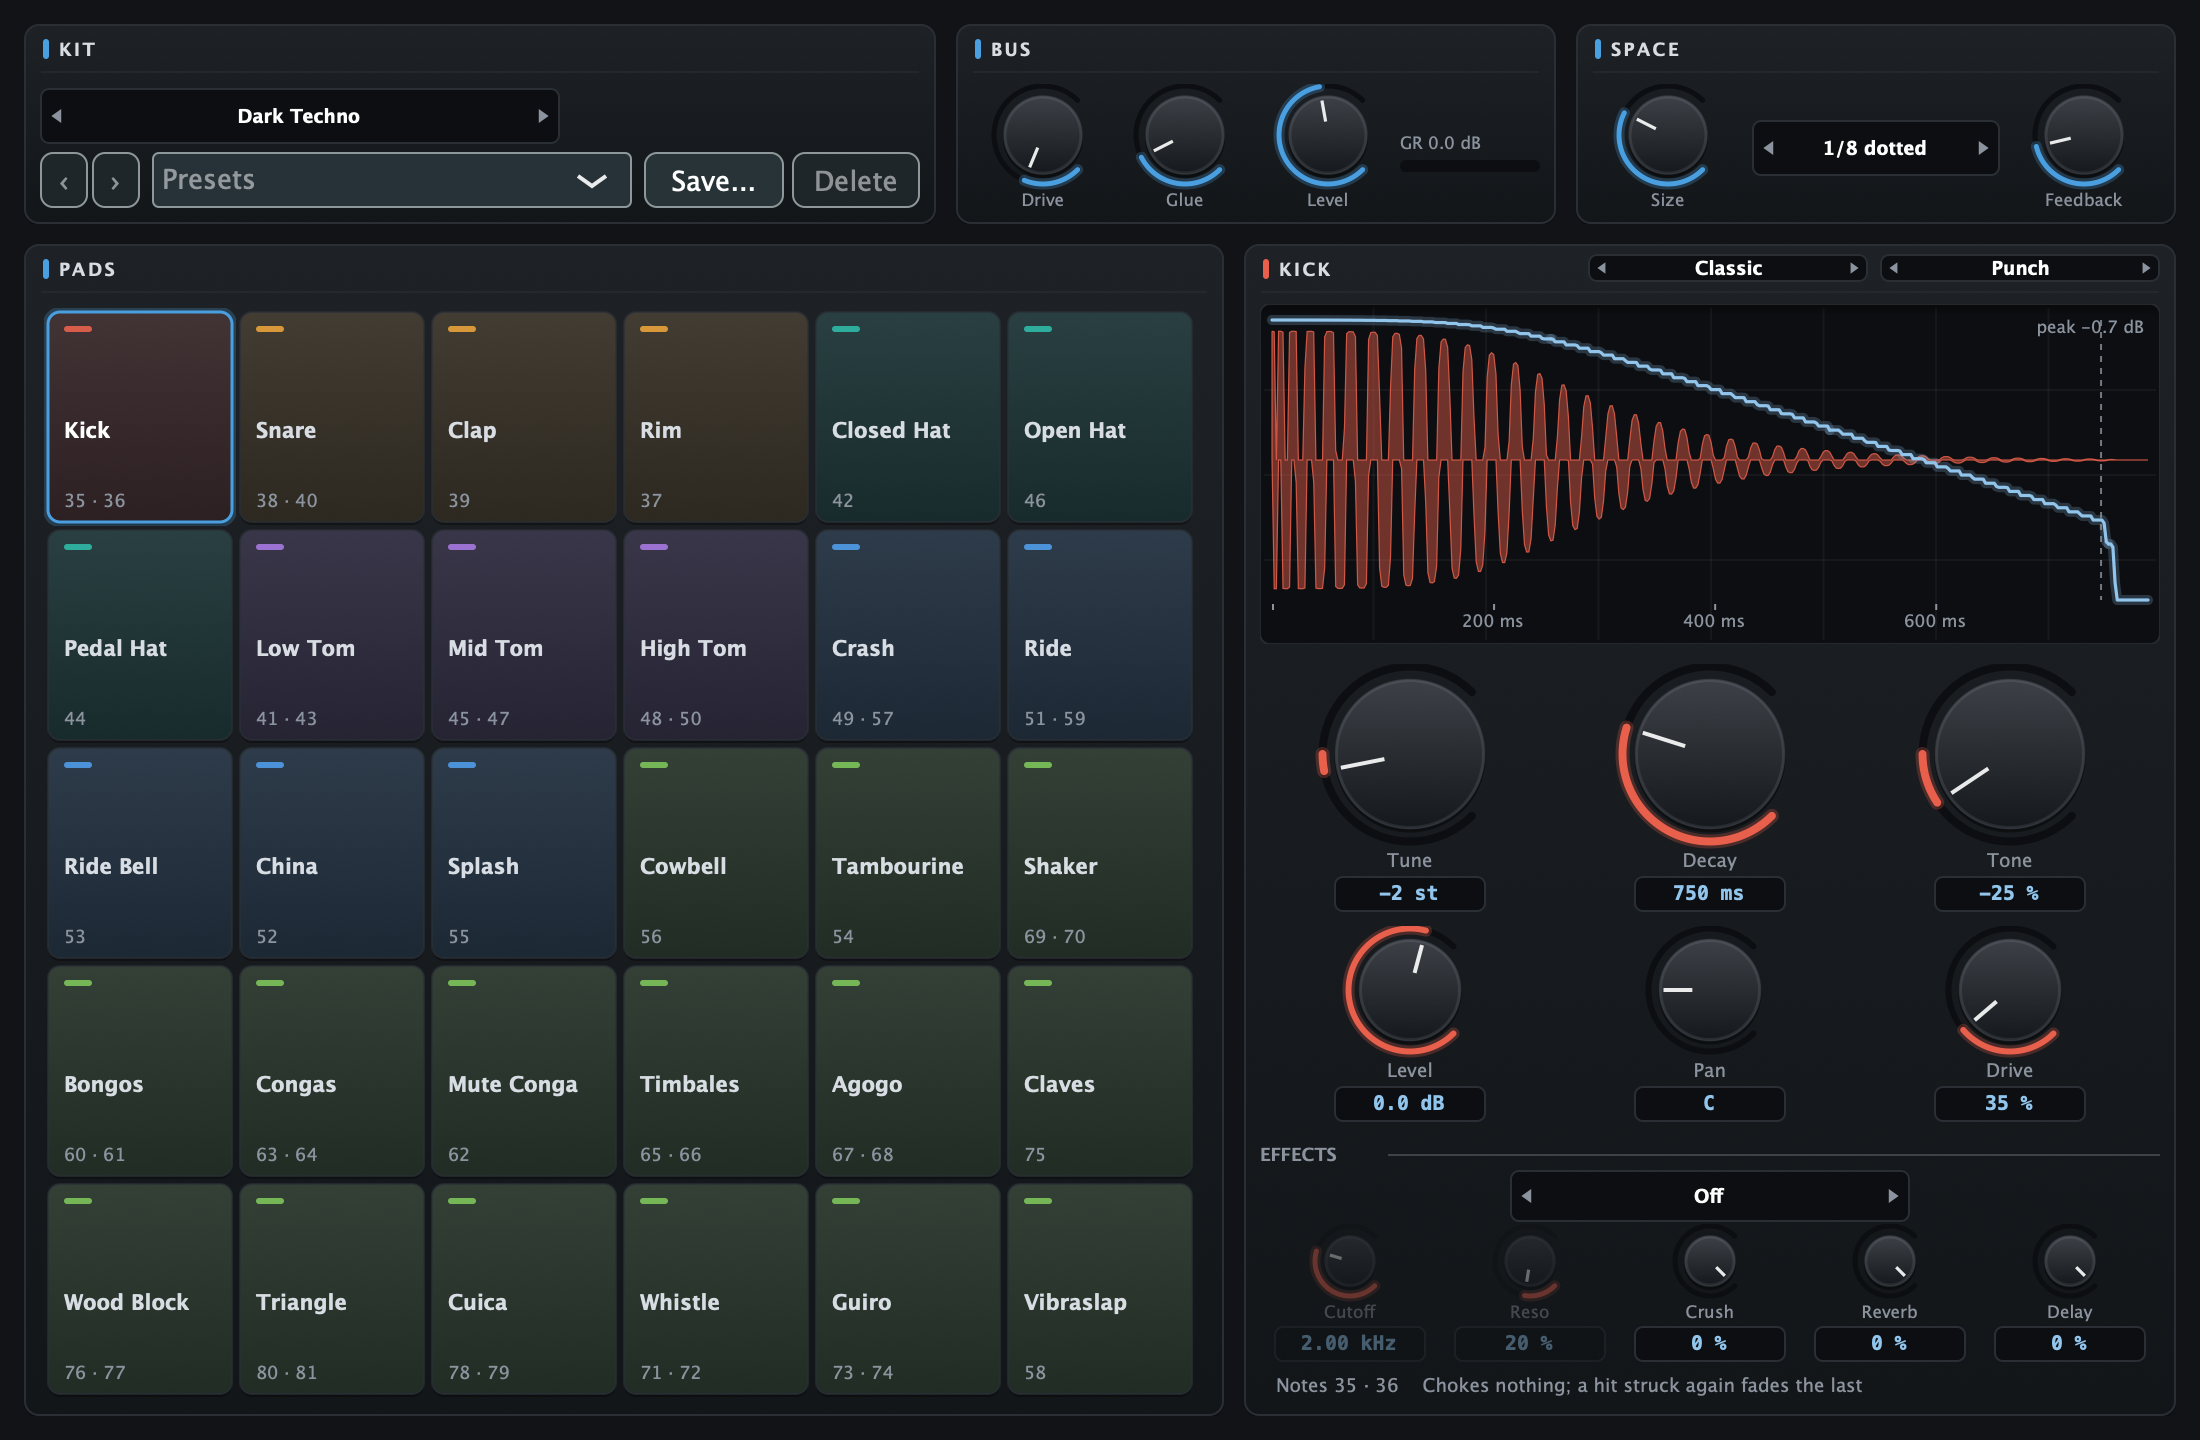 KIT
Dark Techno
Presets
Save...
Delete
BUS
Drive
Glue
Level
GR 0.0 dB
SPACE
Size
1/8 dotted
Feedback
PADS
Kick
35 · 36
Snare
38 · 40
Clap
39
Rim
37
Closed Hat
42
Open Hat
46
Pedal Hat
44
Low Tom
41 · 43
Mid Tom
45 · 47
High Tom
48 · 50
Crash
49 · 57
Ride
51 · 59
Ride Bell
53
China
52
Splash
55
Cowbell
56
Tambourine
54
Shaker
69 · 70
Bongos
60 · 61
Congas
63 · 64
Mute Conga
62
Timbales
65 · 66
Agogo
67 · 68
Claves
75
Wood Block
76 · 77
Triangle
80 · 81
Cuica
78 · 79
Whistle
71 · 72
Guiro
73 · 74
Vibraslap
58
KICK
Classic
Punch
peak −0.7 dB
200 ms
400 ms
600 ms
Tune
−2 st
Decay
750 ms
Tone
−25 %
Level
0.0 dB
Pan
C
Drive
35 %
EFFECTS
Off
Cutoff
2.00 kHz
Reso
20 %
Crush
0 %
Reverb
0 %
Delay
0 %
Notes 35 · 36
Chokes nothing; a hit struck again fades the last